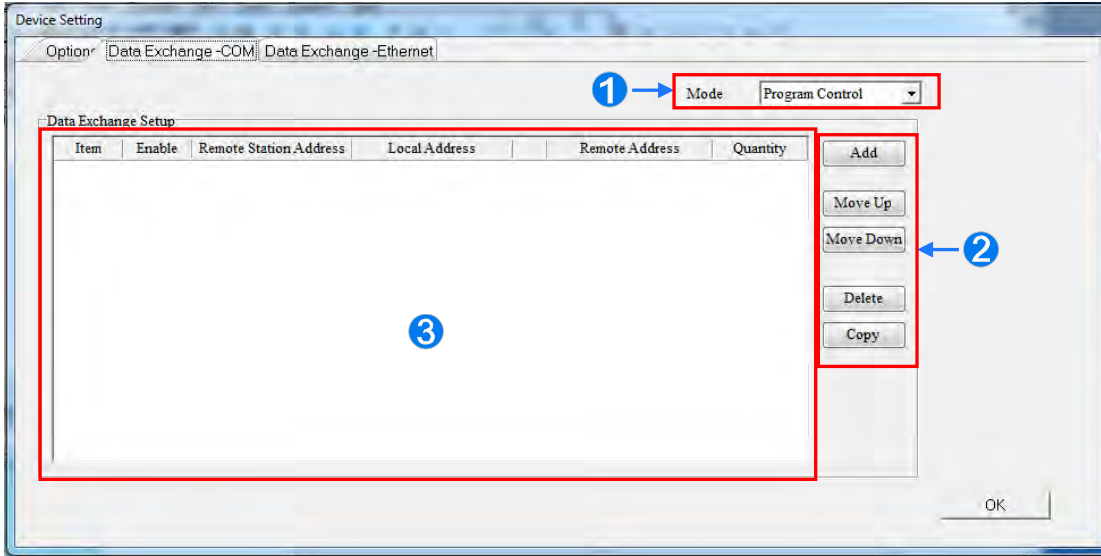 Device Setting
Option Data Exchange -COM Data Exchange -Ethernet
1 Mode Program Control
Data Exchange Setup
Item Enable Remote Station Address Local Address Remote Address Quantity
Add
Move Up
Move Down
2
Delete
3
Copy
OK